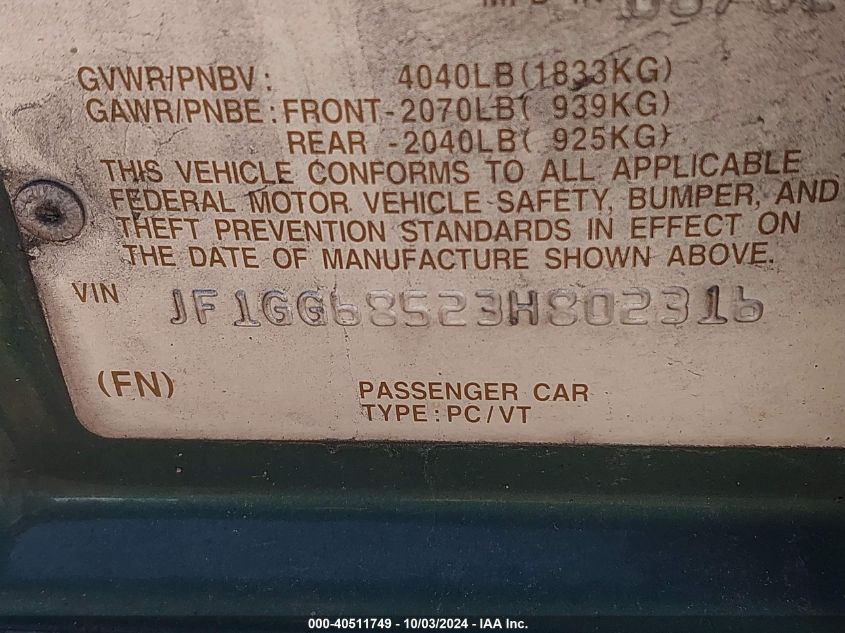 MFD IN
GVWR/PNBV: 4040LB(1833KG)
GAWR/PNBE:FRONT-2070LB( 939KG)
REAR -2040LB( 925KG)
THIS VEHICLE CONFORMS TO ALL APPLICABLE
FEDERAL MOTOR VEHICLE SAFETY, BUMPER, AND
THEFT PREVENTION STANDARDS IN EFFECT ON
THE DATE OF MANUFACTURE SHOWN ABOVE.
VIN JF1GG68523H802316
(FN) PASSENGER CAR
TYPE:PC/VT
000-40511749 - 10/03/2024 - IAA Inc.